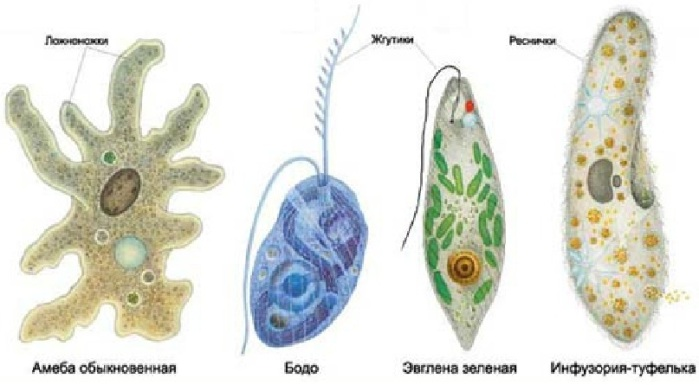 Ложноножки
Жгутики
Реснички
Амеба обыкновенная
Бодо
Эвглена зеленая
Инфузория-туфелька